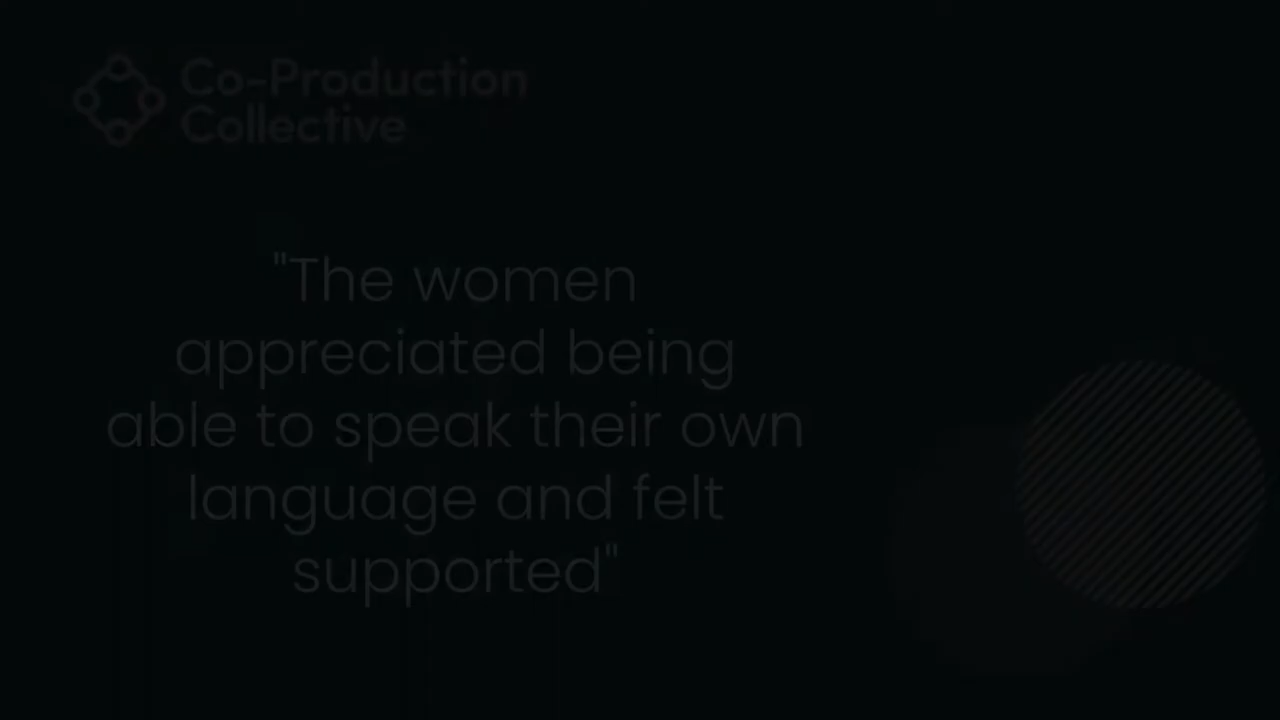 Co-Production
Collective
"The women
appreciated being
able to speak their own
language and felt
supported"